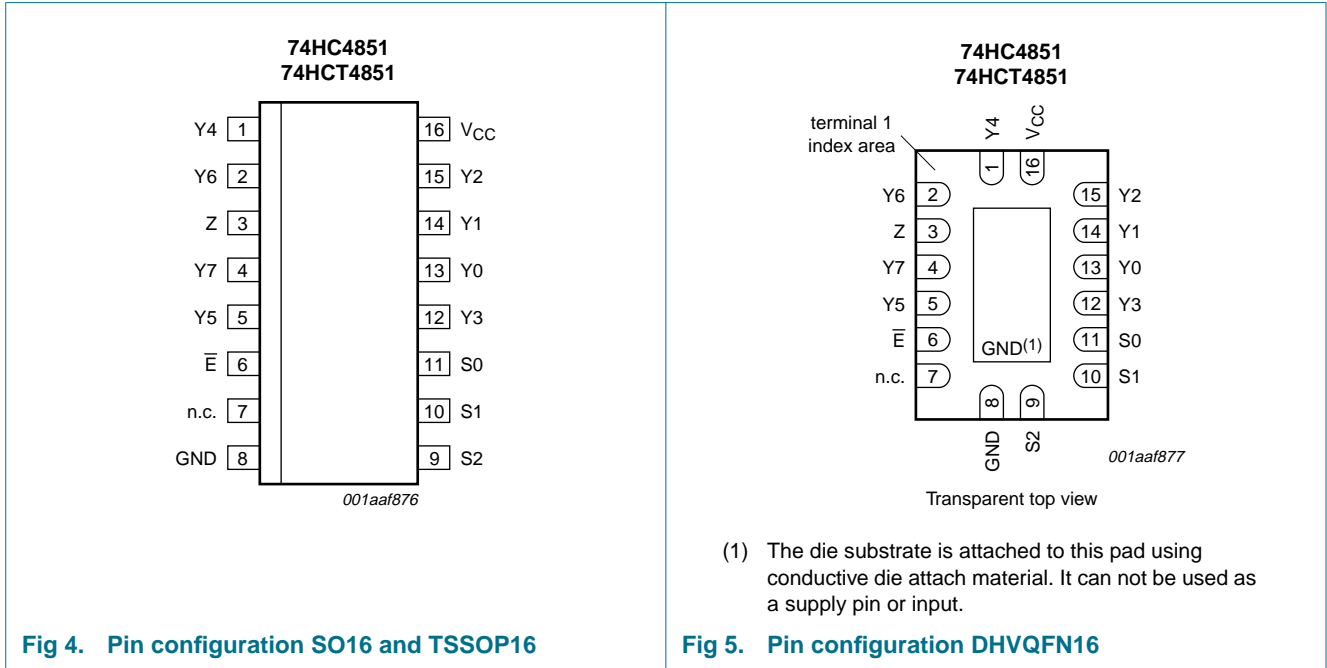 74HC4851
74HCT4851
Y4 1 16 VCC
Y6 2 15 Y2
Z 3 14 Y1
Y7 4 13 Y0
Y5 5 12 Y3
E̅ 6 11 S0
n.c. 7 10 S1
GND 8 9 S2
001aaf876
Fig 4. Pin configuration SO16 and TSSOP16
74HC4851
74HCT4851
terminal 1
index area
Y4 VCC
1 16
Y6 2 15 Y2
Z 3 14 Y1
Y7 4 13 Y0
Y5 5 12 Y3
E̅ 6 11 S0
GND(1)
n.c. 7 10 S1
8 9
GND S2
001aaf877
Transparent top view
(1) The die substrate is attached to this pad using
conductive die attach material. It can not be used as
a supply pin or input.
Fig 5. Pin configuration DHVQFN16